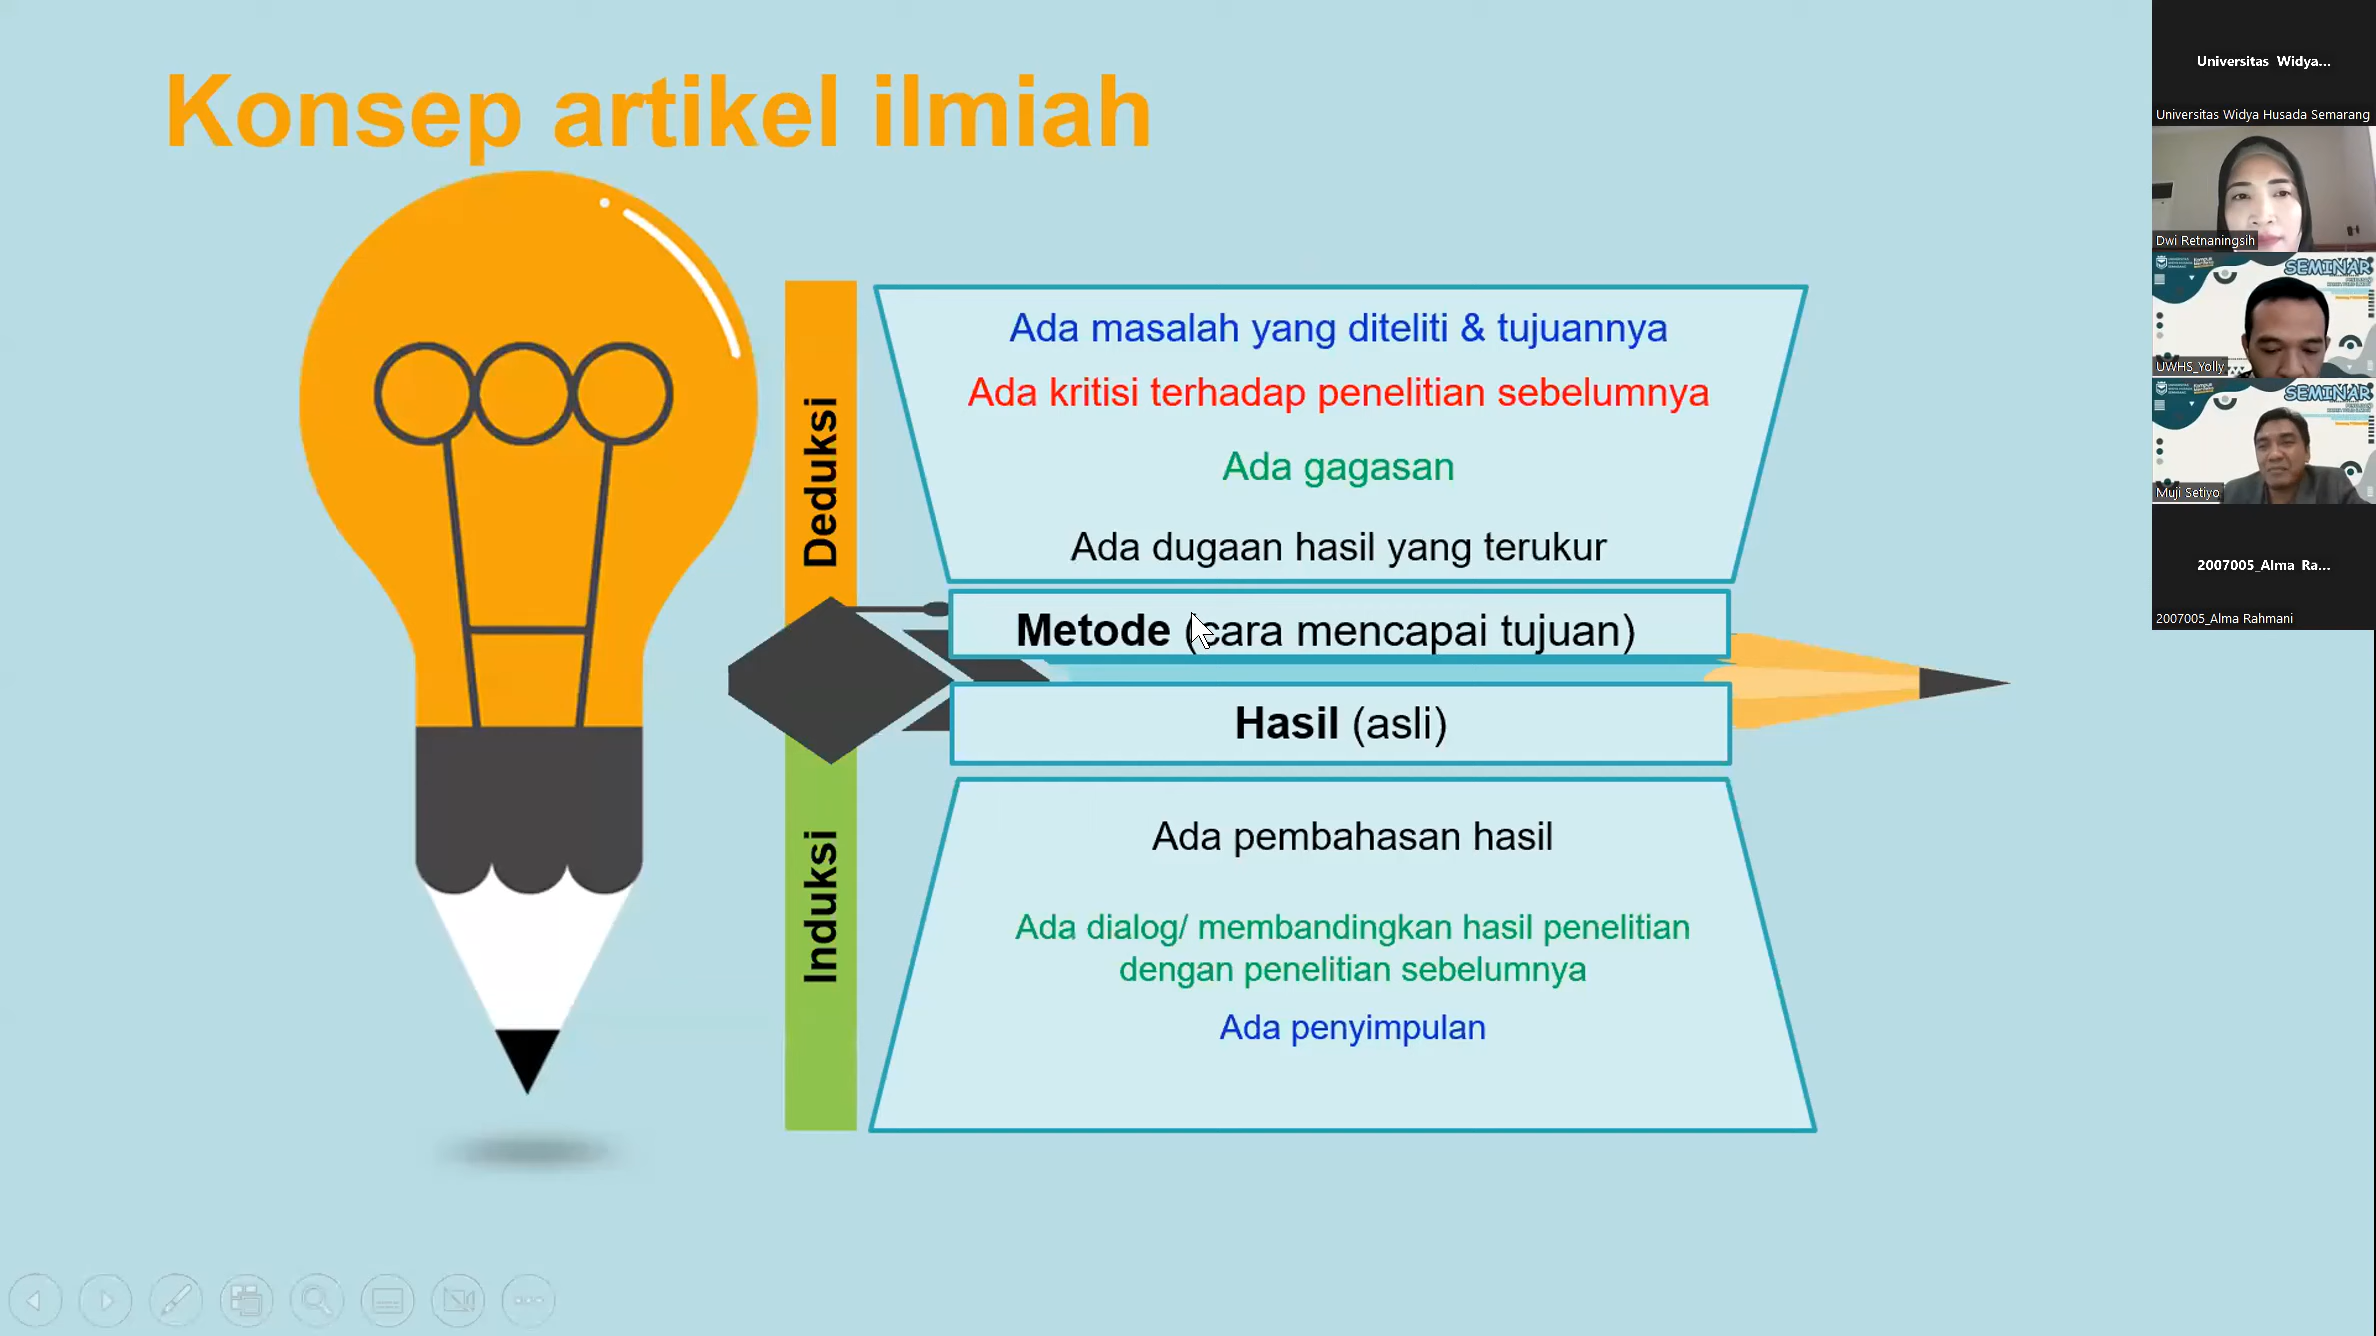 Konsep artikel ilmiah
Deduksi
Ada masalah yang diteliti & tujuannya
Ada kritisi terhadap penelitian sebelumnya
Ada gagasan
Ada dugaan hasil yang terukur
Metode (cara mencapai tujuan)
Hasil (asli)
Induksi
Ada pembahasan hasil
Ada dialog/ membandingkan hasil penelitian
dengan penelitian sebelumnya
Ada penyimpulan
Universitas Widya...
Universitas Widya Husada Semarang
Dwi Retnaningsih
SEMINAR
UWHS_Yolly
SEMINAR
Muji Setiyo
2007005_Alma Ra...
2007005_Alma Rahmani